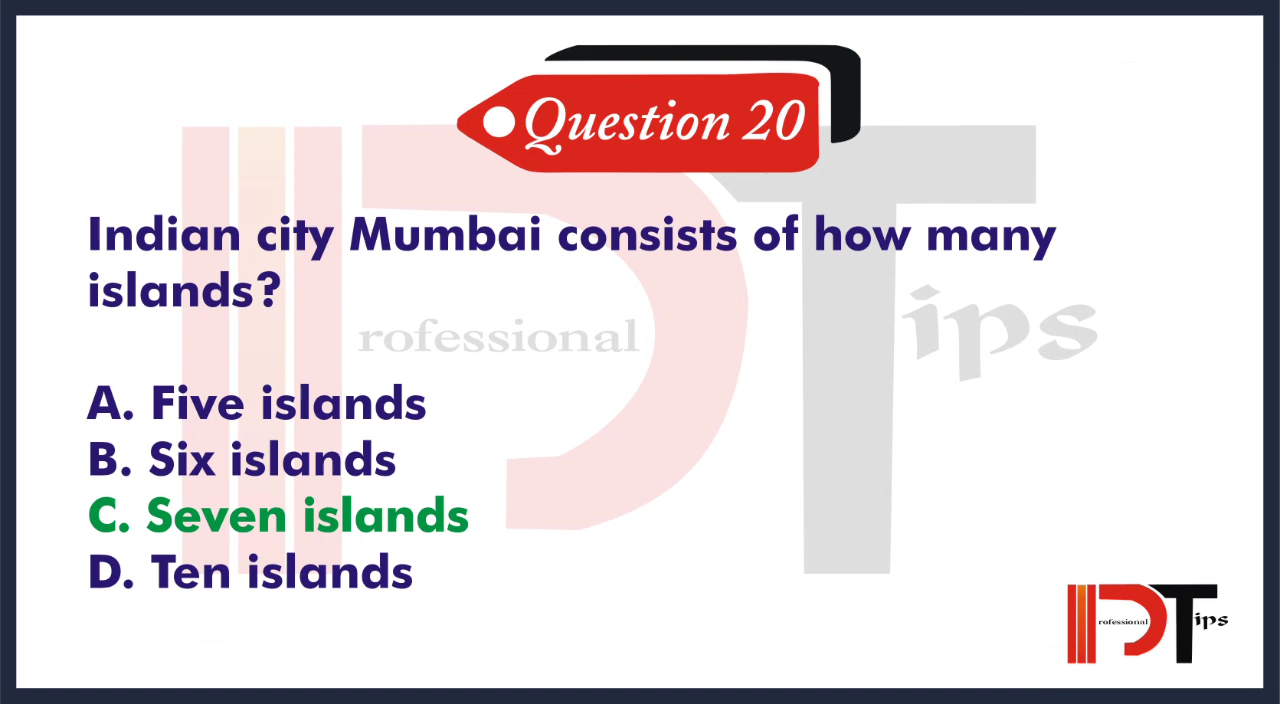 Question 20
Indian city Mumbai consists of how many
islands?
rofessional
ips
A. Five islands
B. Six islands
C. Seven islands
D. Ten islands
PT
rofessional
ips